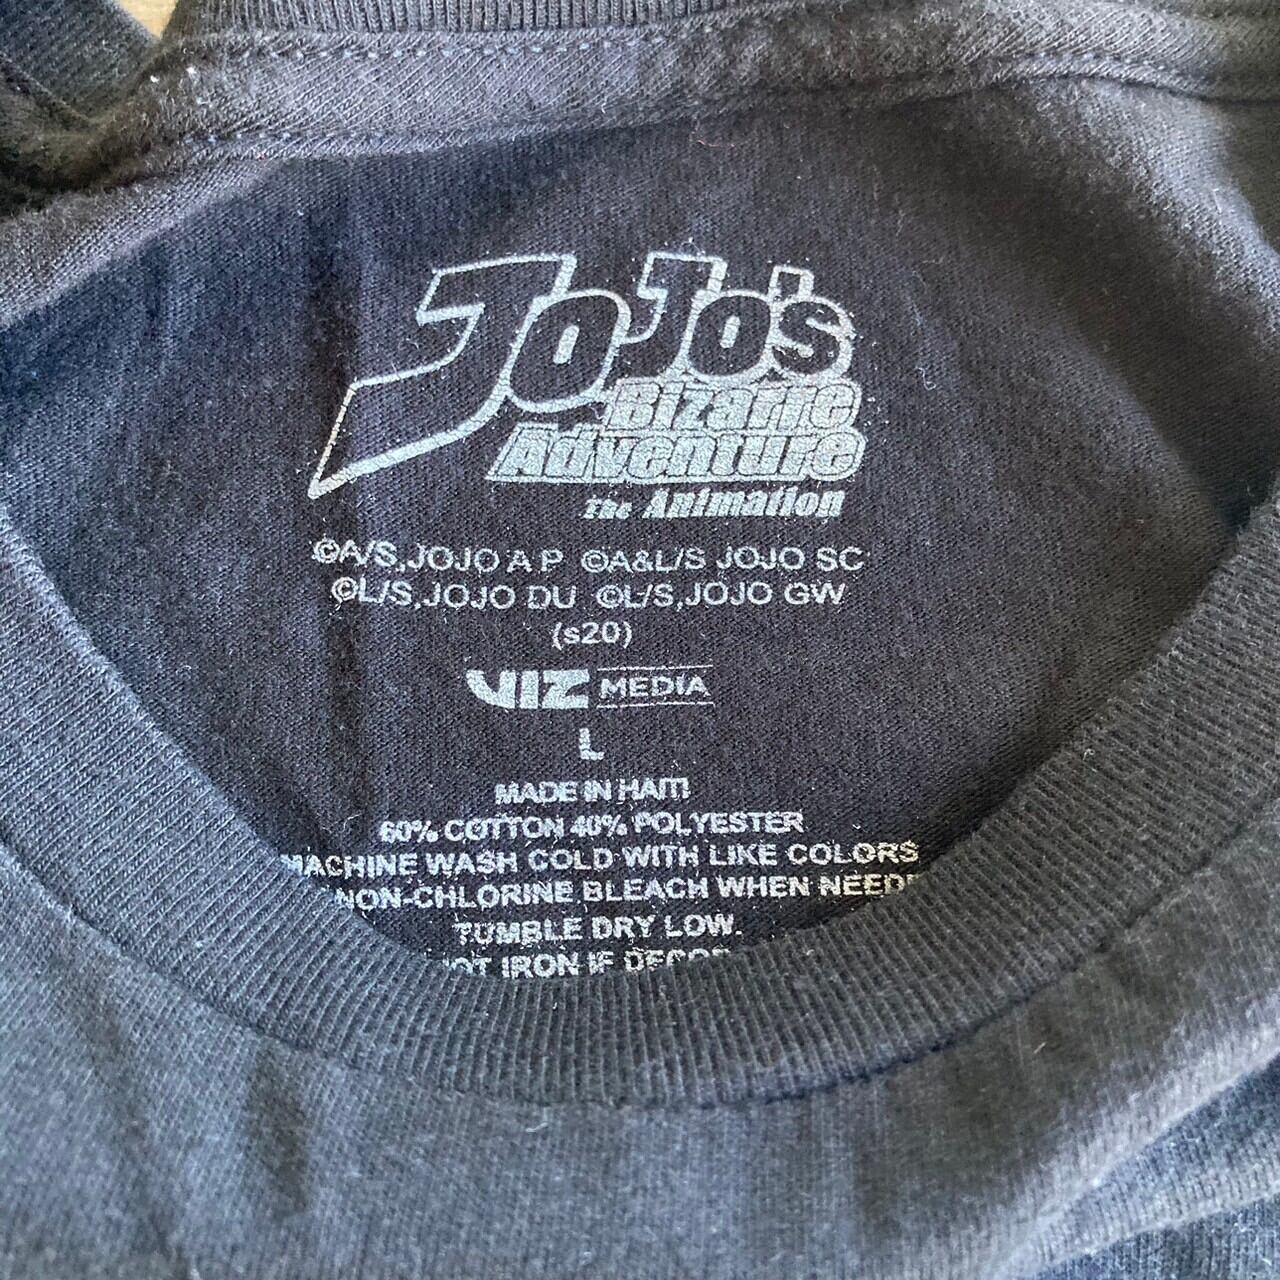 JoJo's
Bizarre
Adventure
The Animation
©A/S,JOJO A P ©A&L/S JOJO SC
©L/S,JOJO DU ©L/S,JOJO GW
(s20)
VIZ MEDIA
L
MADE IN HAITI
60% COTTON 40% POLYESTER
MACHINE WASH COLD WITH LIKE COLORS
NON-CHLORINE BLEACH WHEN
TUMBLE DRY LOW.
IRON IF